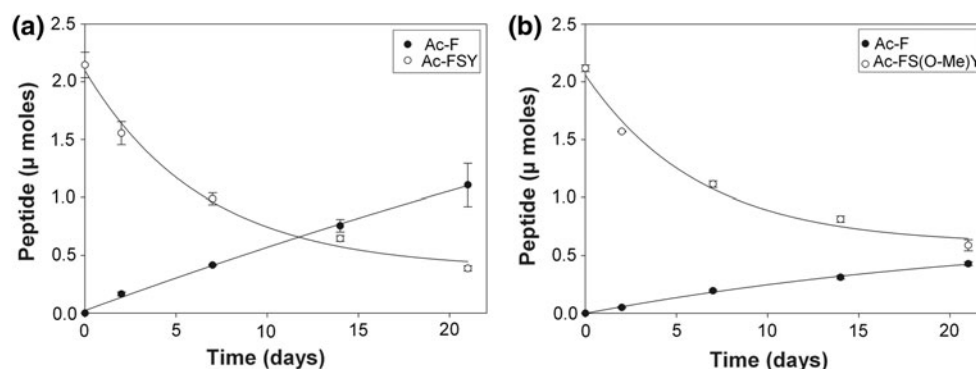 (a)
2.5
2.0
1.5
1.0
0.5
0.0
Peptide (μ moles)
Ac-F
Ac-FSY
0 5 10 15 20
Time (days)
(b)
2.5
2.0
1.5
1.0
0.5
0.0
Peptide (μ moles)
Ac-F
Ac-FS(O-Me)Y
0 5 10 15 20
Time (days)